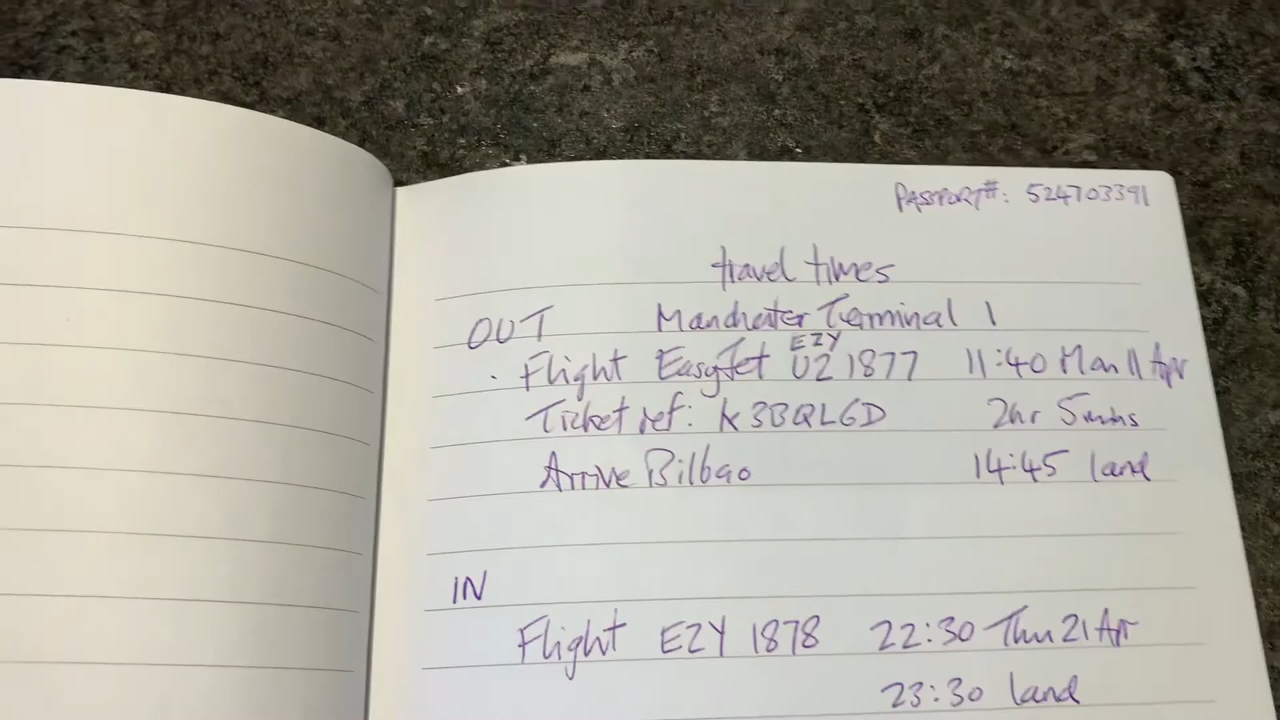 PASSPORT#: 524703391
travel times
OUT Manchester Terminal 1
EZY
· Flight EasyJet U2 1877 11:40 Mon 11 Apr
Ticket ref: K3BQLGD 2hr 5mins
Arrive Bilbao 14:45 land
IN
Flight EZY 1878 22:30 Thu 21 Apr
23:30 land